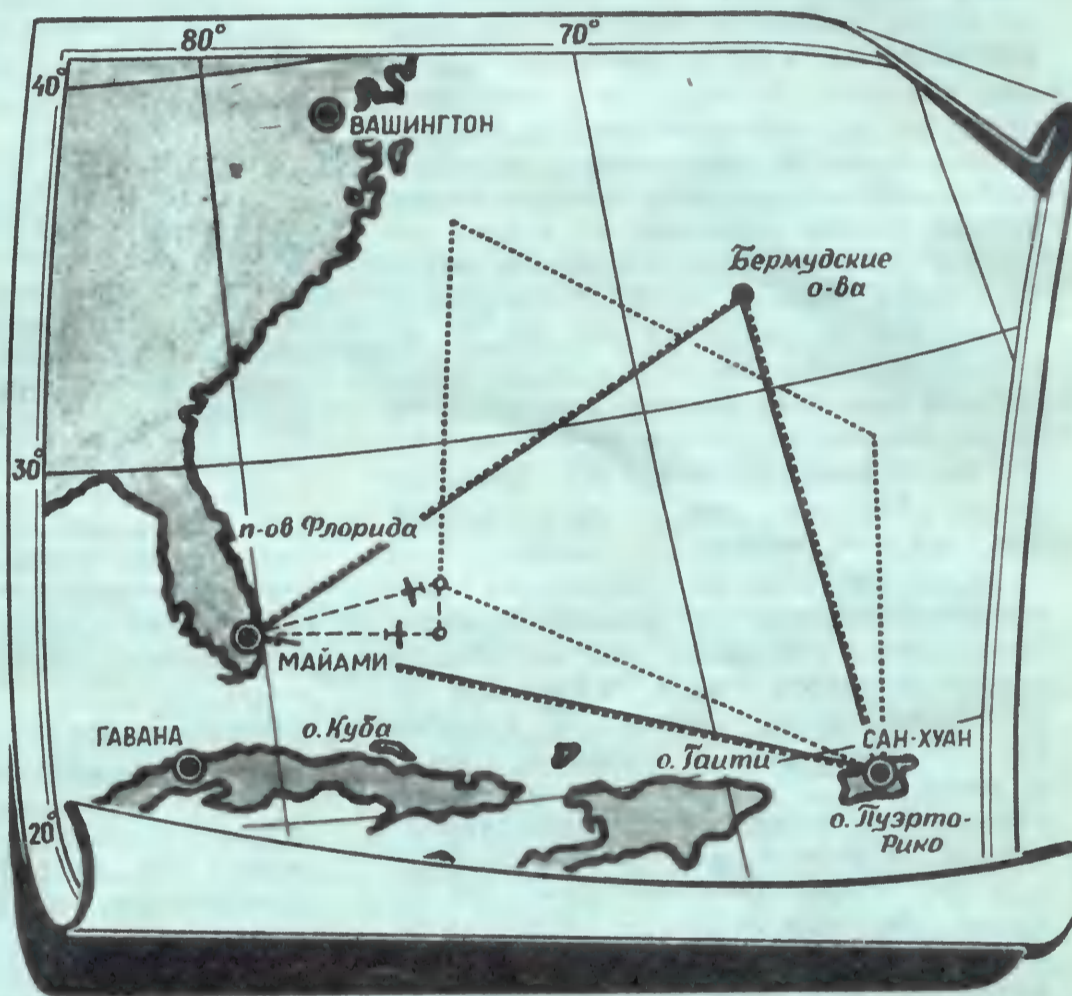 80°
70°
40°
ВАШИНГТОН
Бермудские
о-ва
30°
п-ов Флорида
МАЙАМИ
ГАВАНА
о. Куба
САН-ХУАН
о. Гаити
о. Пуэрто-
Рико
20°